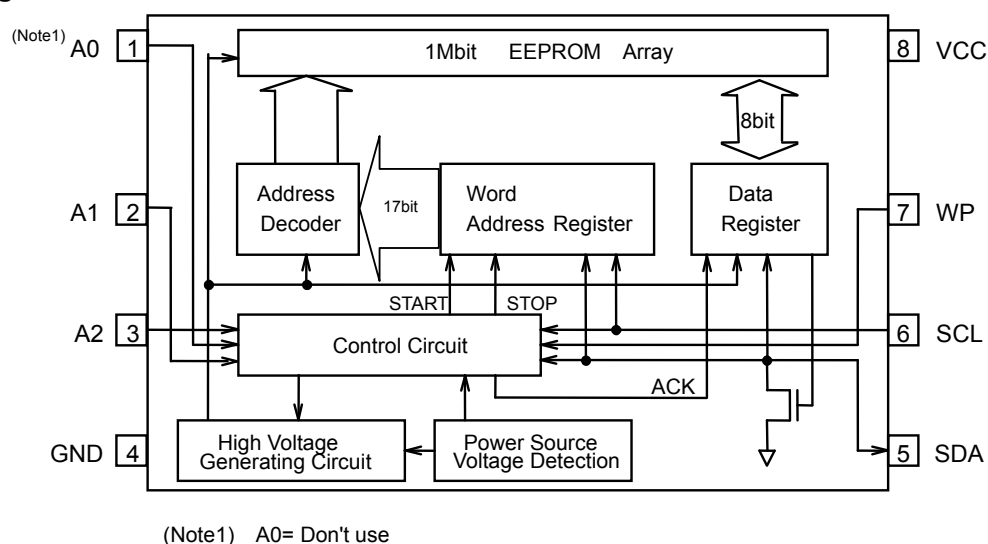 (Note1) A0 1
1Mbit EEPROM Array
8 VCC
8bit
A1 2
Address
Decoder
17bit
Word
Address Register
Data
Register
7 WP
START
STOP
A2 3
Control Circuit
6 SCL
ACK
GND 4
High Voltage
Generating Circuit
Power Source
Voltage Detection
5 SDA
(Note1) A0= Don't use